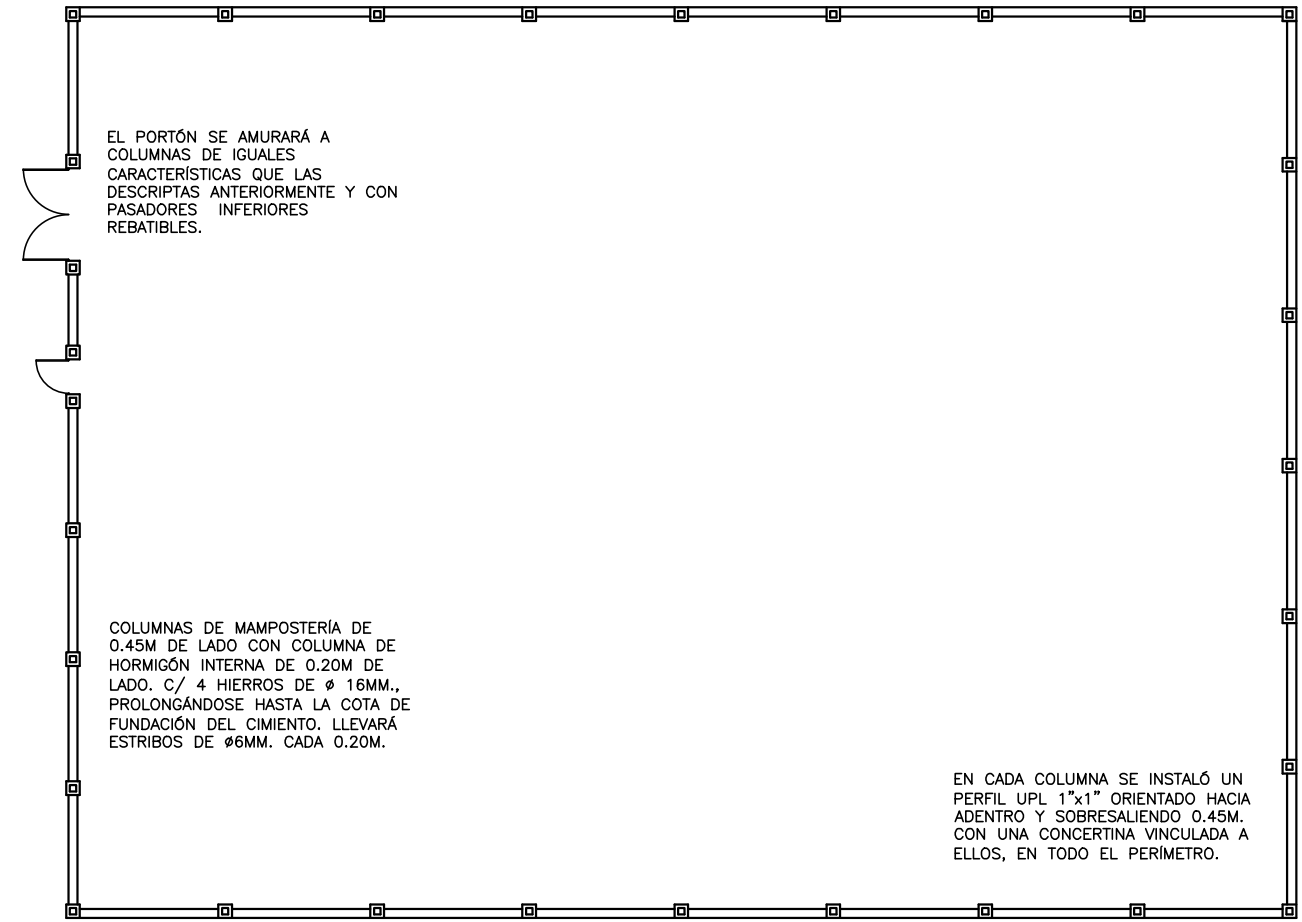 EL PORTÓN SE AMURARÁ A
COLUMNAS DE IGUALES
CARACTERÍSTICAS QUE LAS
DESCRIPTAS ANTERIORMENTE Y CON
PASADORES INFERIORES
REBATIBLES.
COLUMNAS DE MAMPOSTERÍA DE
0.45M DE LADO CON COLUMNA DE
HORMIGÓN INTERNA DE 0.20M DE
LADO. C/ 4 HIERROS DE ø 16MM.,
PROLONGÁNDOSE HASTA LA COTA DE
FUNDACIÓN DEL CIMIENTO. LLEVARÁ
ESTRIBOS DE ø6MM. CADA 0.20M.
EN CADA COLUMNA SE INSTALÓ UN
PERFIL UPL 1"x1" ORIENTADO HACIA
ADENTRO Y SOBRESALIENDO 0.45M.
CON UNA CONCERTINA VINCULADA A
ELLOS, EN TODO EL PERÍMETRO.